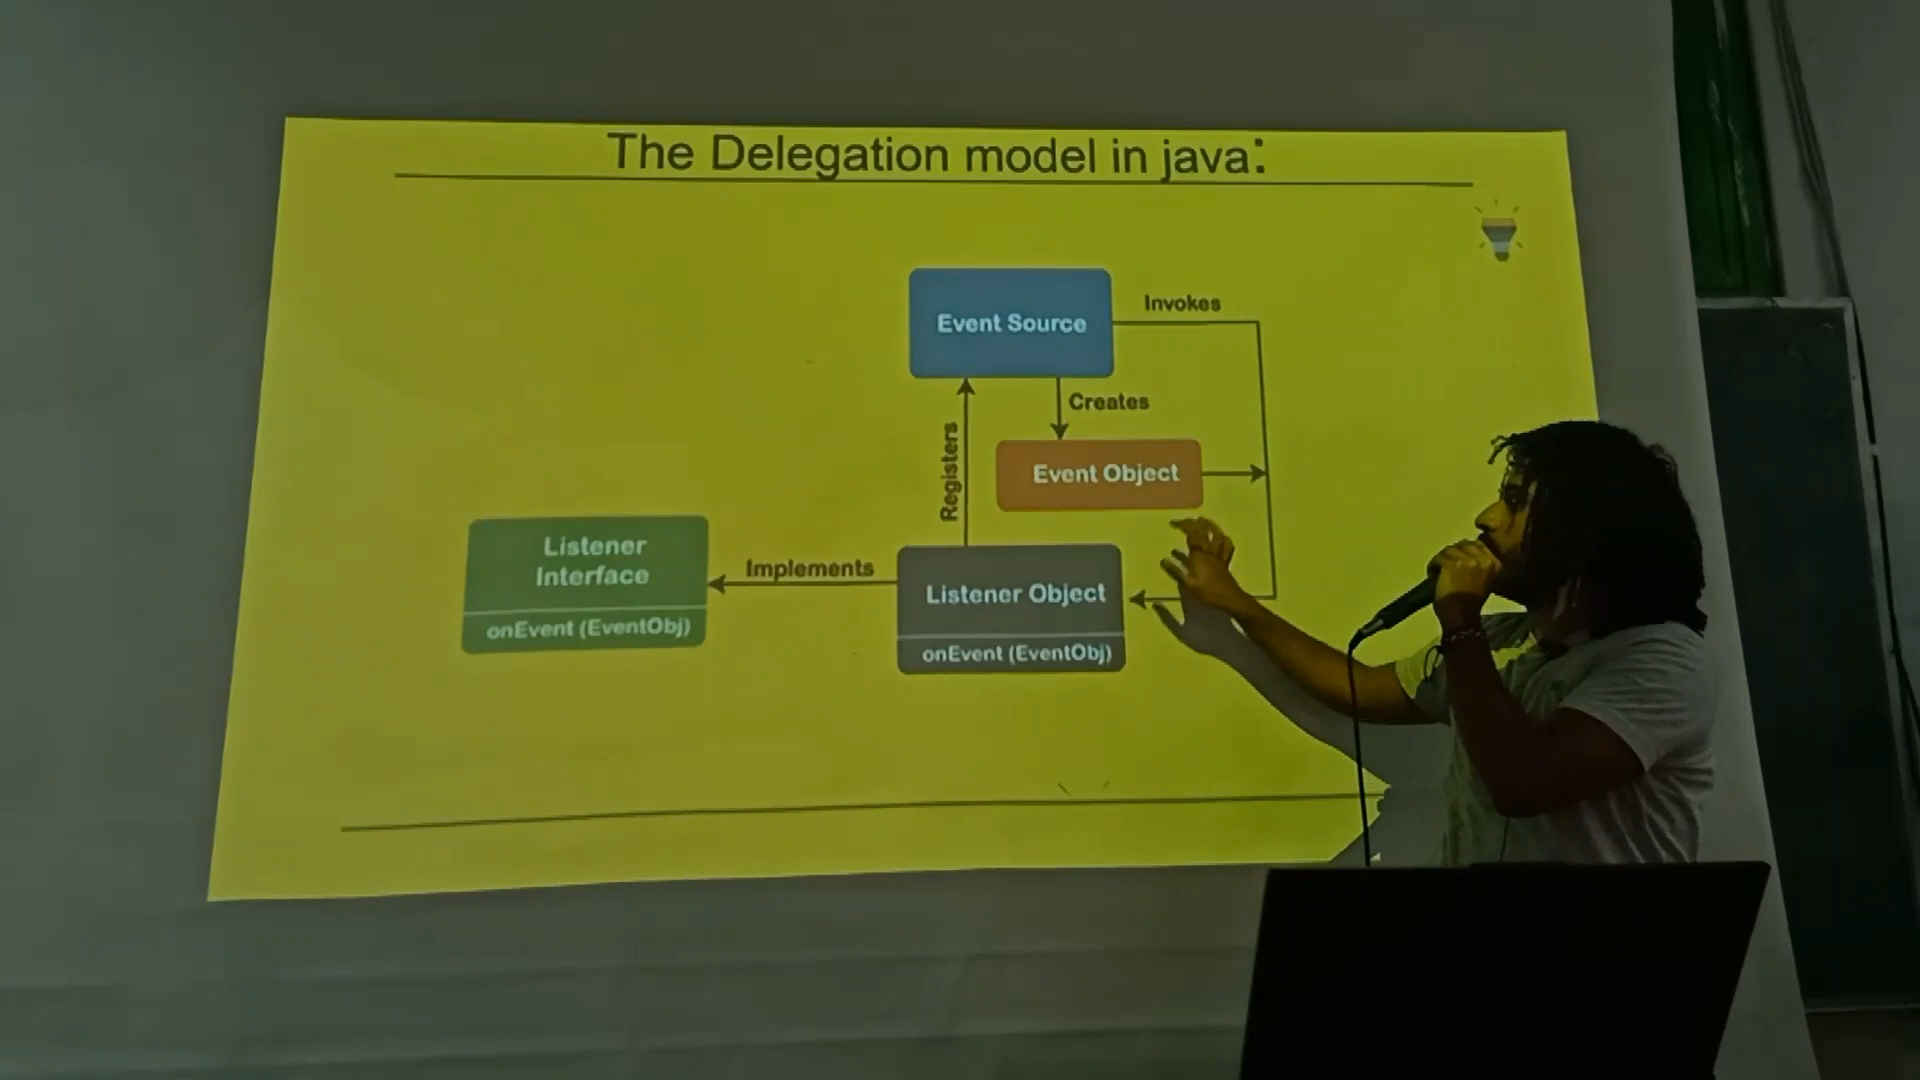 The Delegation model in java:
Event Source
Invokes
Creates
Registers
Event Object
Listener
Interface
onEvent (EventObj)
Implements
Listener Object
onEvent (EventObj)